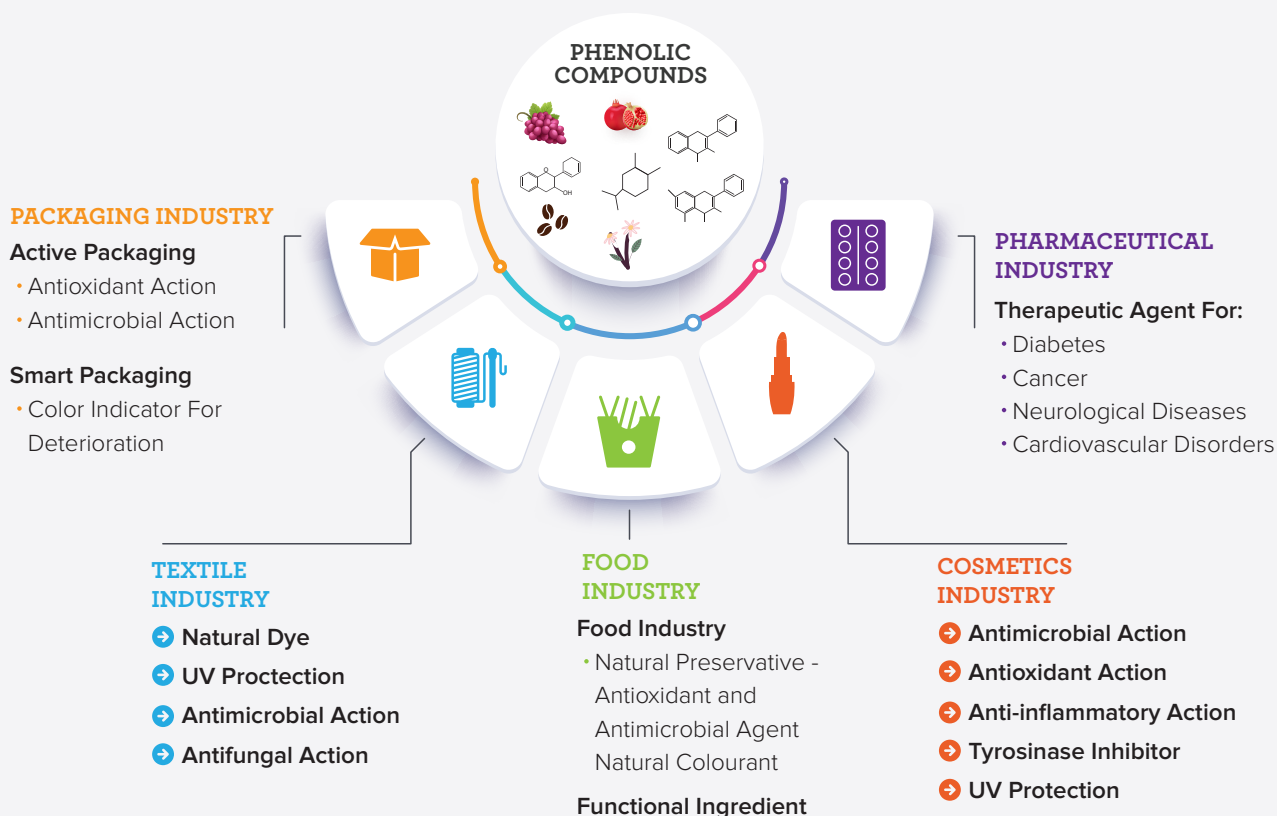 PHENOLIC
COMPOUNDS
OH
PACKAGING INDUSTRY
Active Packaging
• Antioxidant Action
• Antimicrobial Action
Smart Packaging
• Color Indicator For
Deterioration
PHARMACEUTICAL
INDUSTRY
Therapeutic Agent For:
• Diabetes
• Cancer
• Neurological Diseases
• Cardiovascular Disorders
TEXTILE
INDUSTRY
Natural Dye
UV Proctection
Antimicrobial Action
Antifungal Action
FOOD
INDUSTRY
Food Industry
• Natural Preservative -
Antioxidant and
Antimicrobial Agent
Natural Colourant
Functional Ingredient
COSMETICS
INDUSTRY
Antimicrobial Action
Antioxidant Action
Anti-inflammatory Action
Tyrosinase Inhibitor
UV Protection